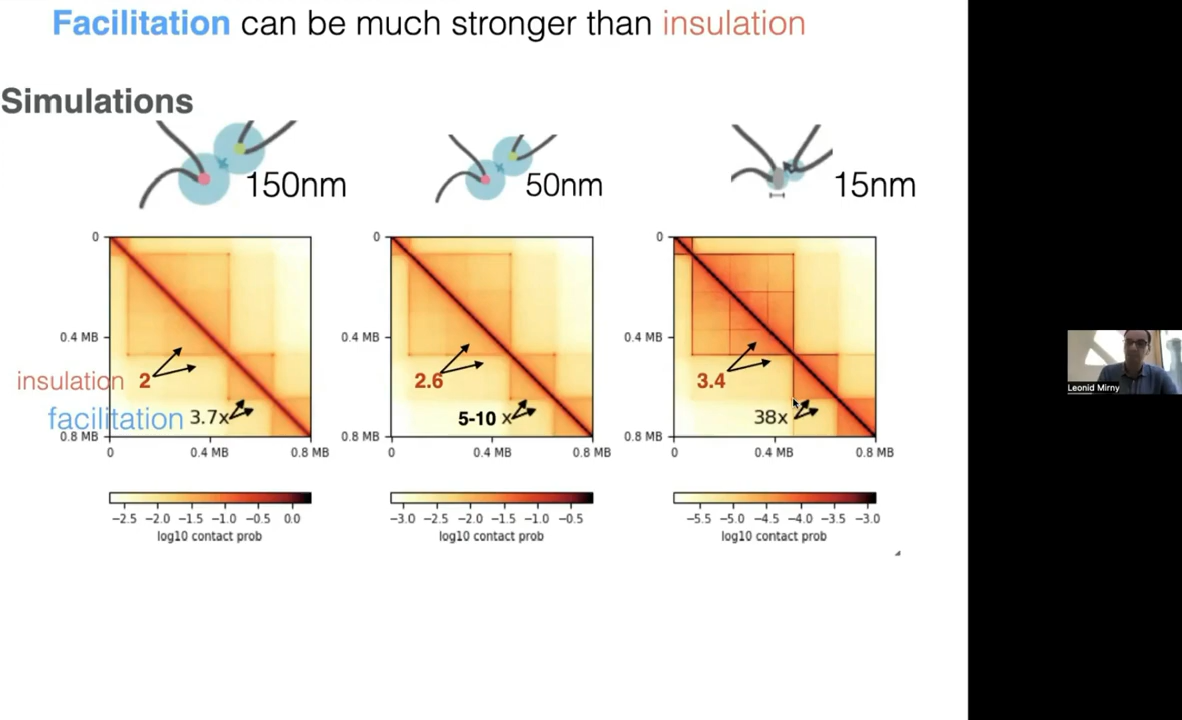 Facilitation can be much stronger than insulation
Simulations
150nm 50nm 15nm
0 0 0
0.4 MB 0.4 MB 0.4 MB
insulation 2 2.6 3.4
facilitation 3.7x 5-10 x 38x
0.8 MB 0.8 MB 0.8 MB
0 0.4 MB 0.8 MB 0 0.4 MB 0.8 MB 0 0.4 MB 0.8 MB
−2.5 −2.0 −1.5 −1.0 −0.5 0.0 −3.0 −2.5 −2.0 −1.5 −1.0 −0.5 −5.5 −5.0 −4.5 −4.0 −3.5 −3.0
log10 contact prob log10 contact prob log10 contact prob
Leonid Mirny